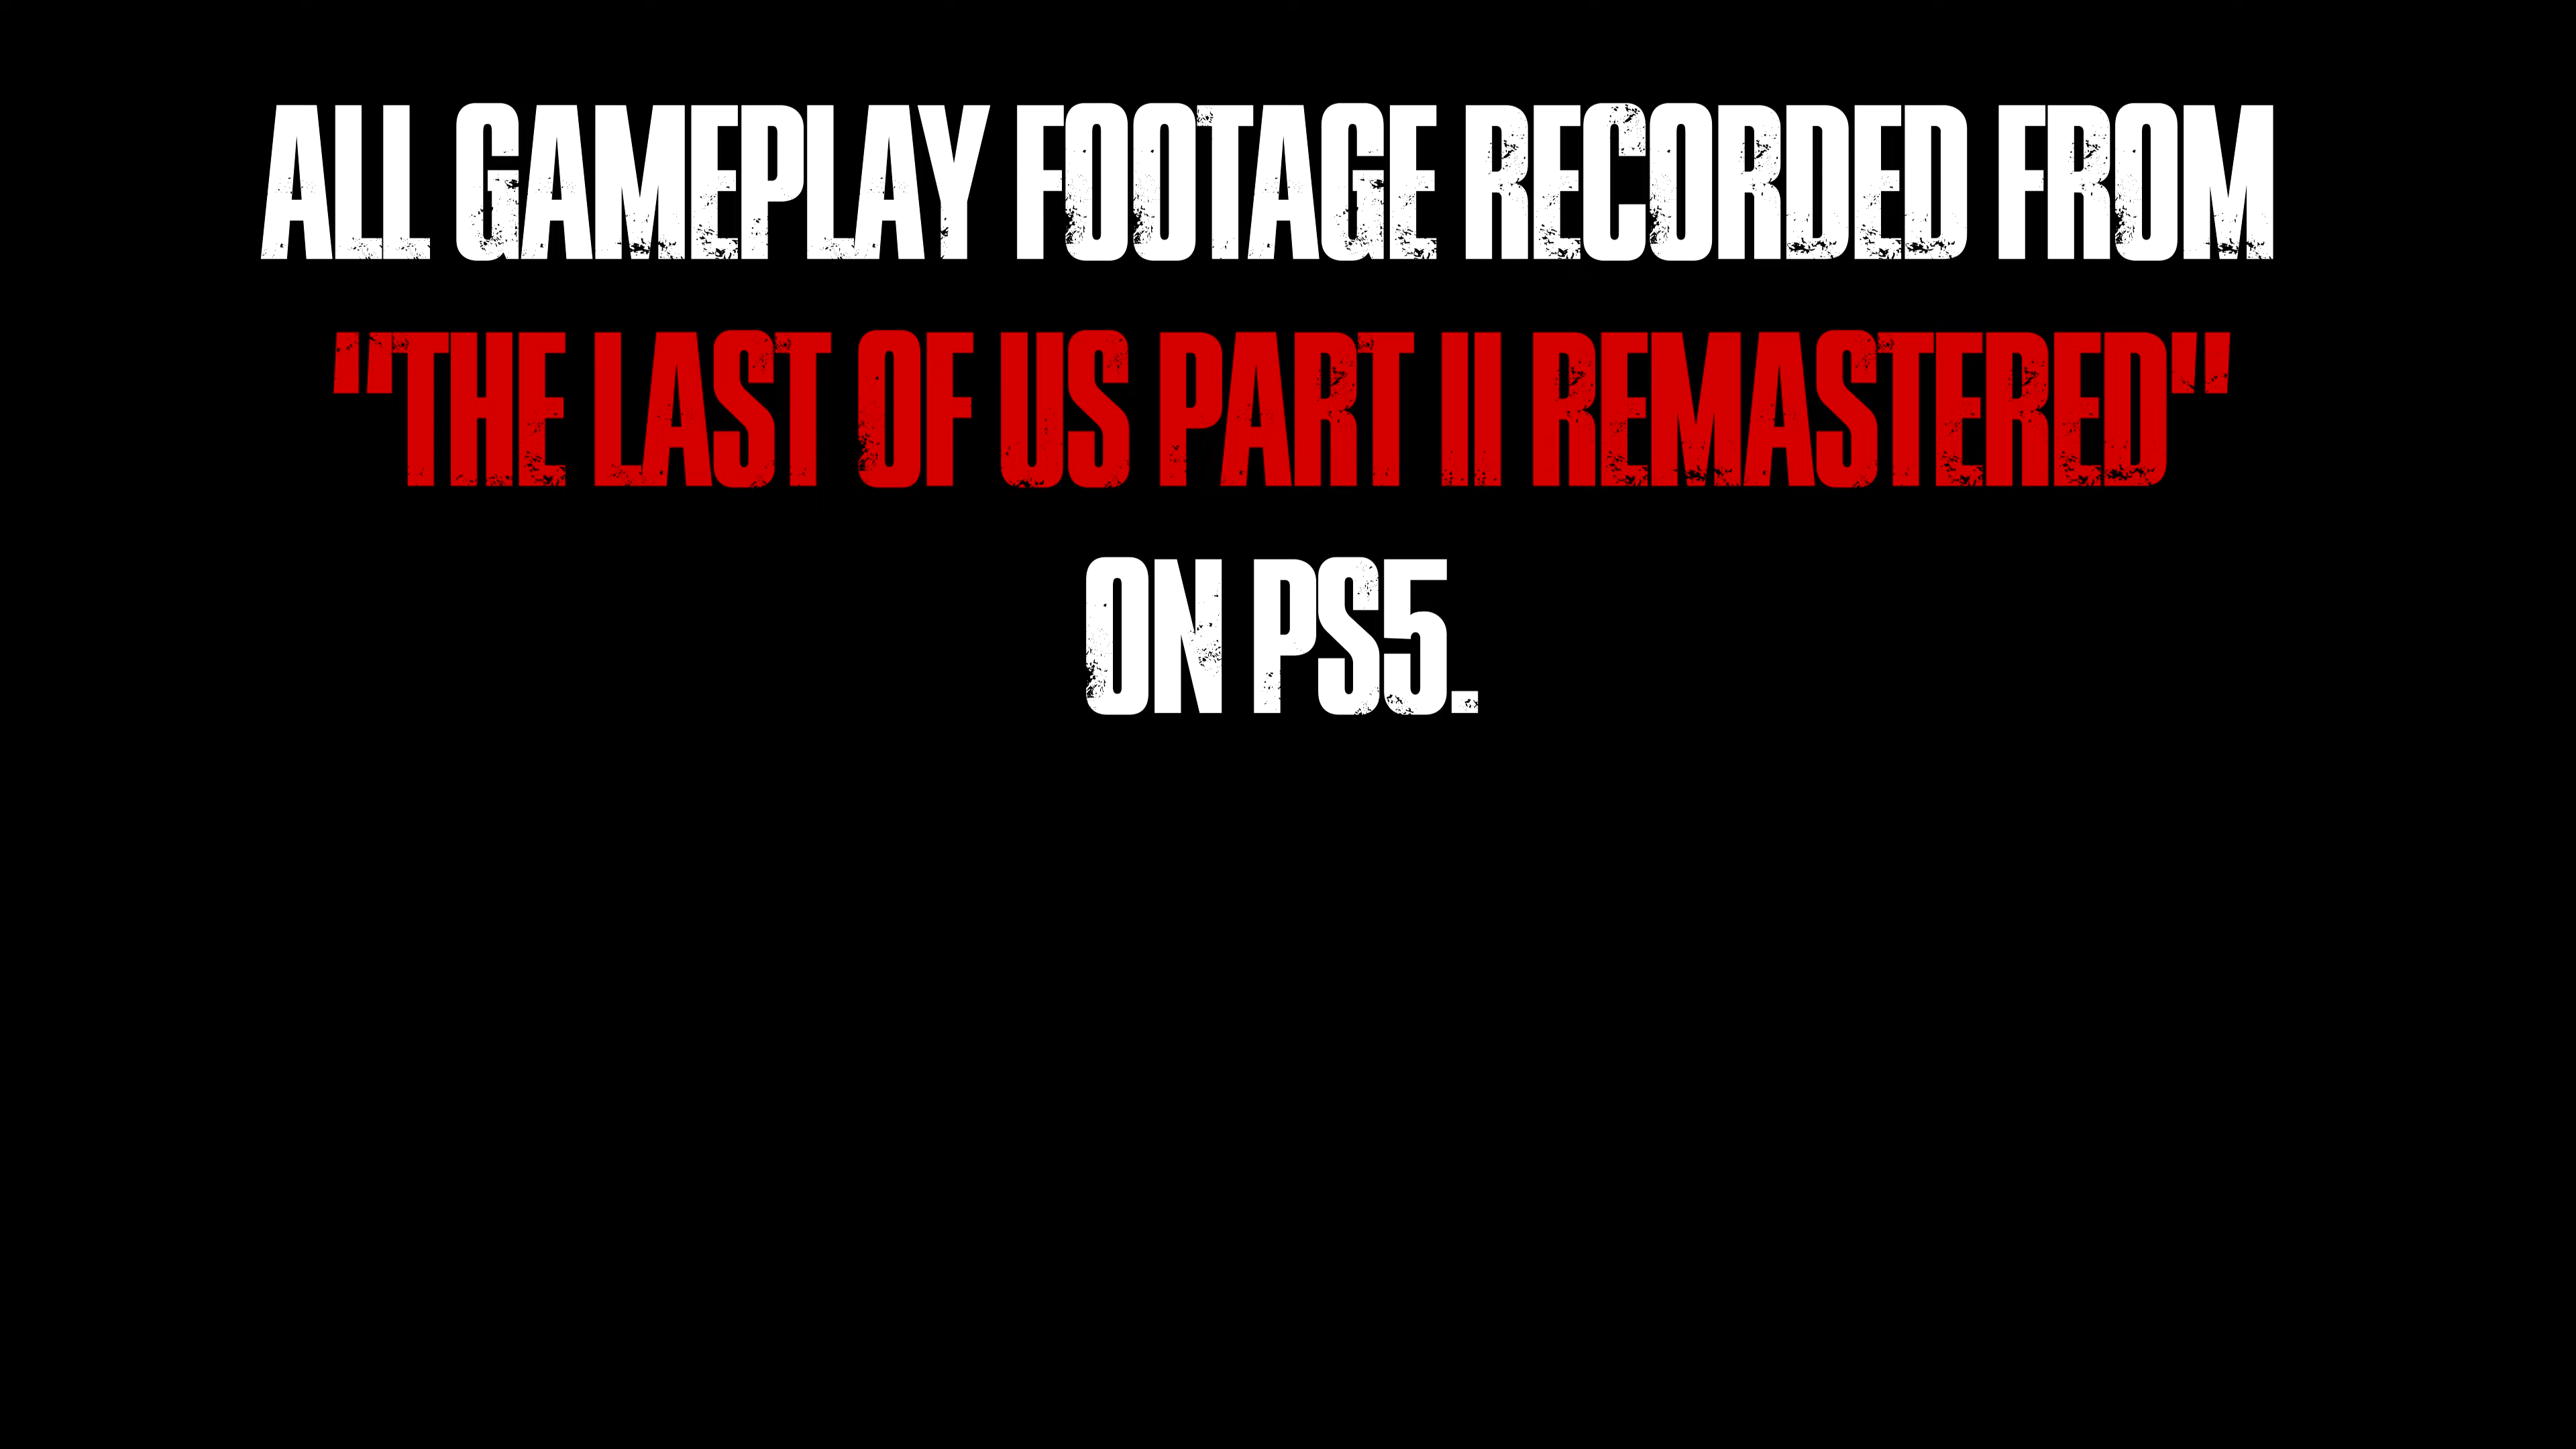 ALL GAMEPLAY FOOTAGE RECORDED FROM
"THE LAST OF US PART II REMASTERED"
ON PS5.